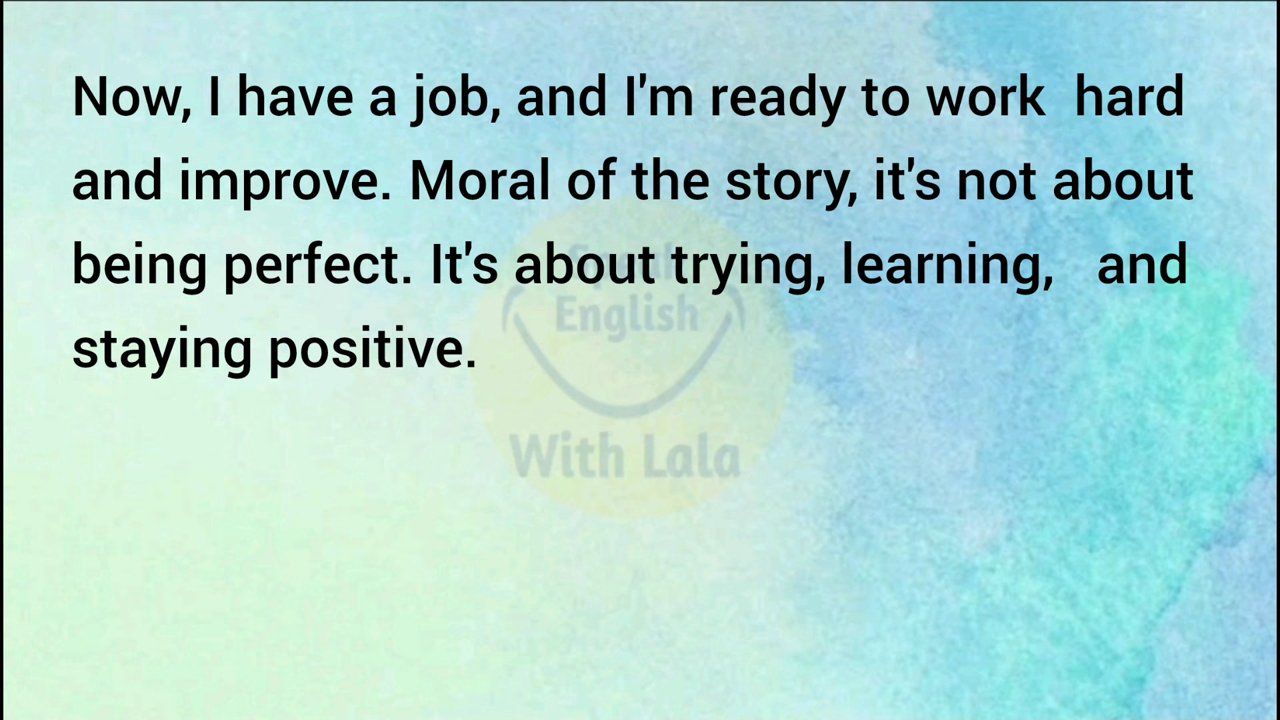 Now, I have a job, and I'm ready to work hard
and improve. Moral of the story, it's not about
being perfect. It's about trying, learning, and
staying positive.
English
With Lala